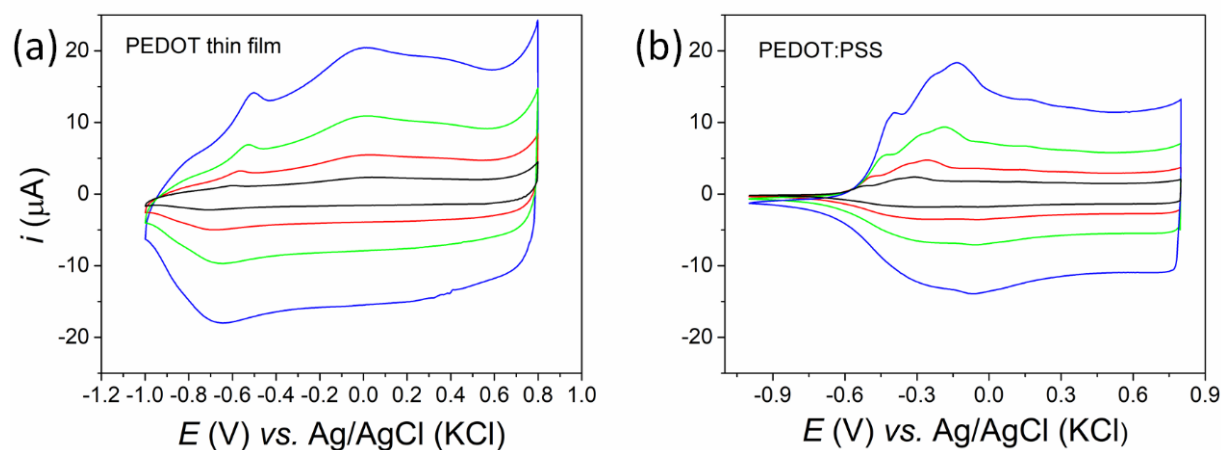 (a)
PEDOT thin film
20
10
0
-10
-20
i (μA)
-1.2 -1.0 -0.8 -0.6 -0.4 -0.2 0.0 0.2 0.4 0.6 0.8 1.0
E (V) vs. Ag/AgCl (KCl)
(b)
PEDOT:PSS
20
10
0
-10
-20
-0.9 -0.6 -0.3 0.0 0.3 0.6 0.9
E (V) vs. Ag/AgCl (KCl)